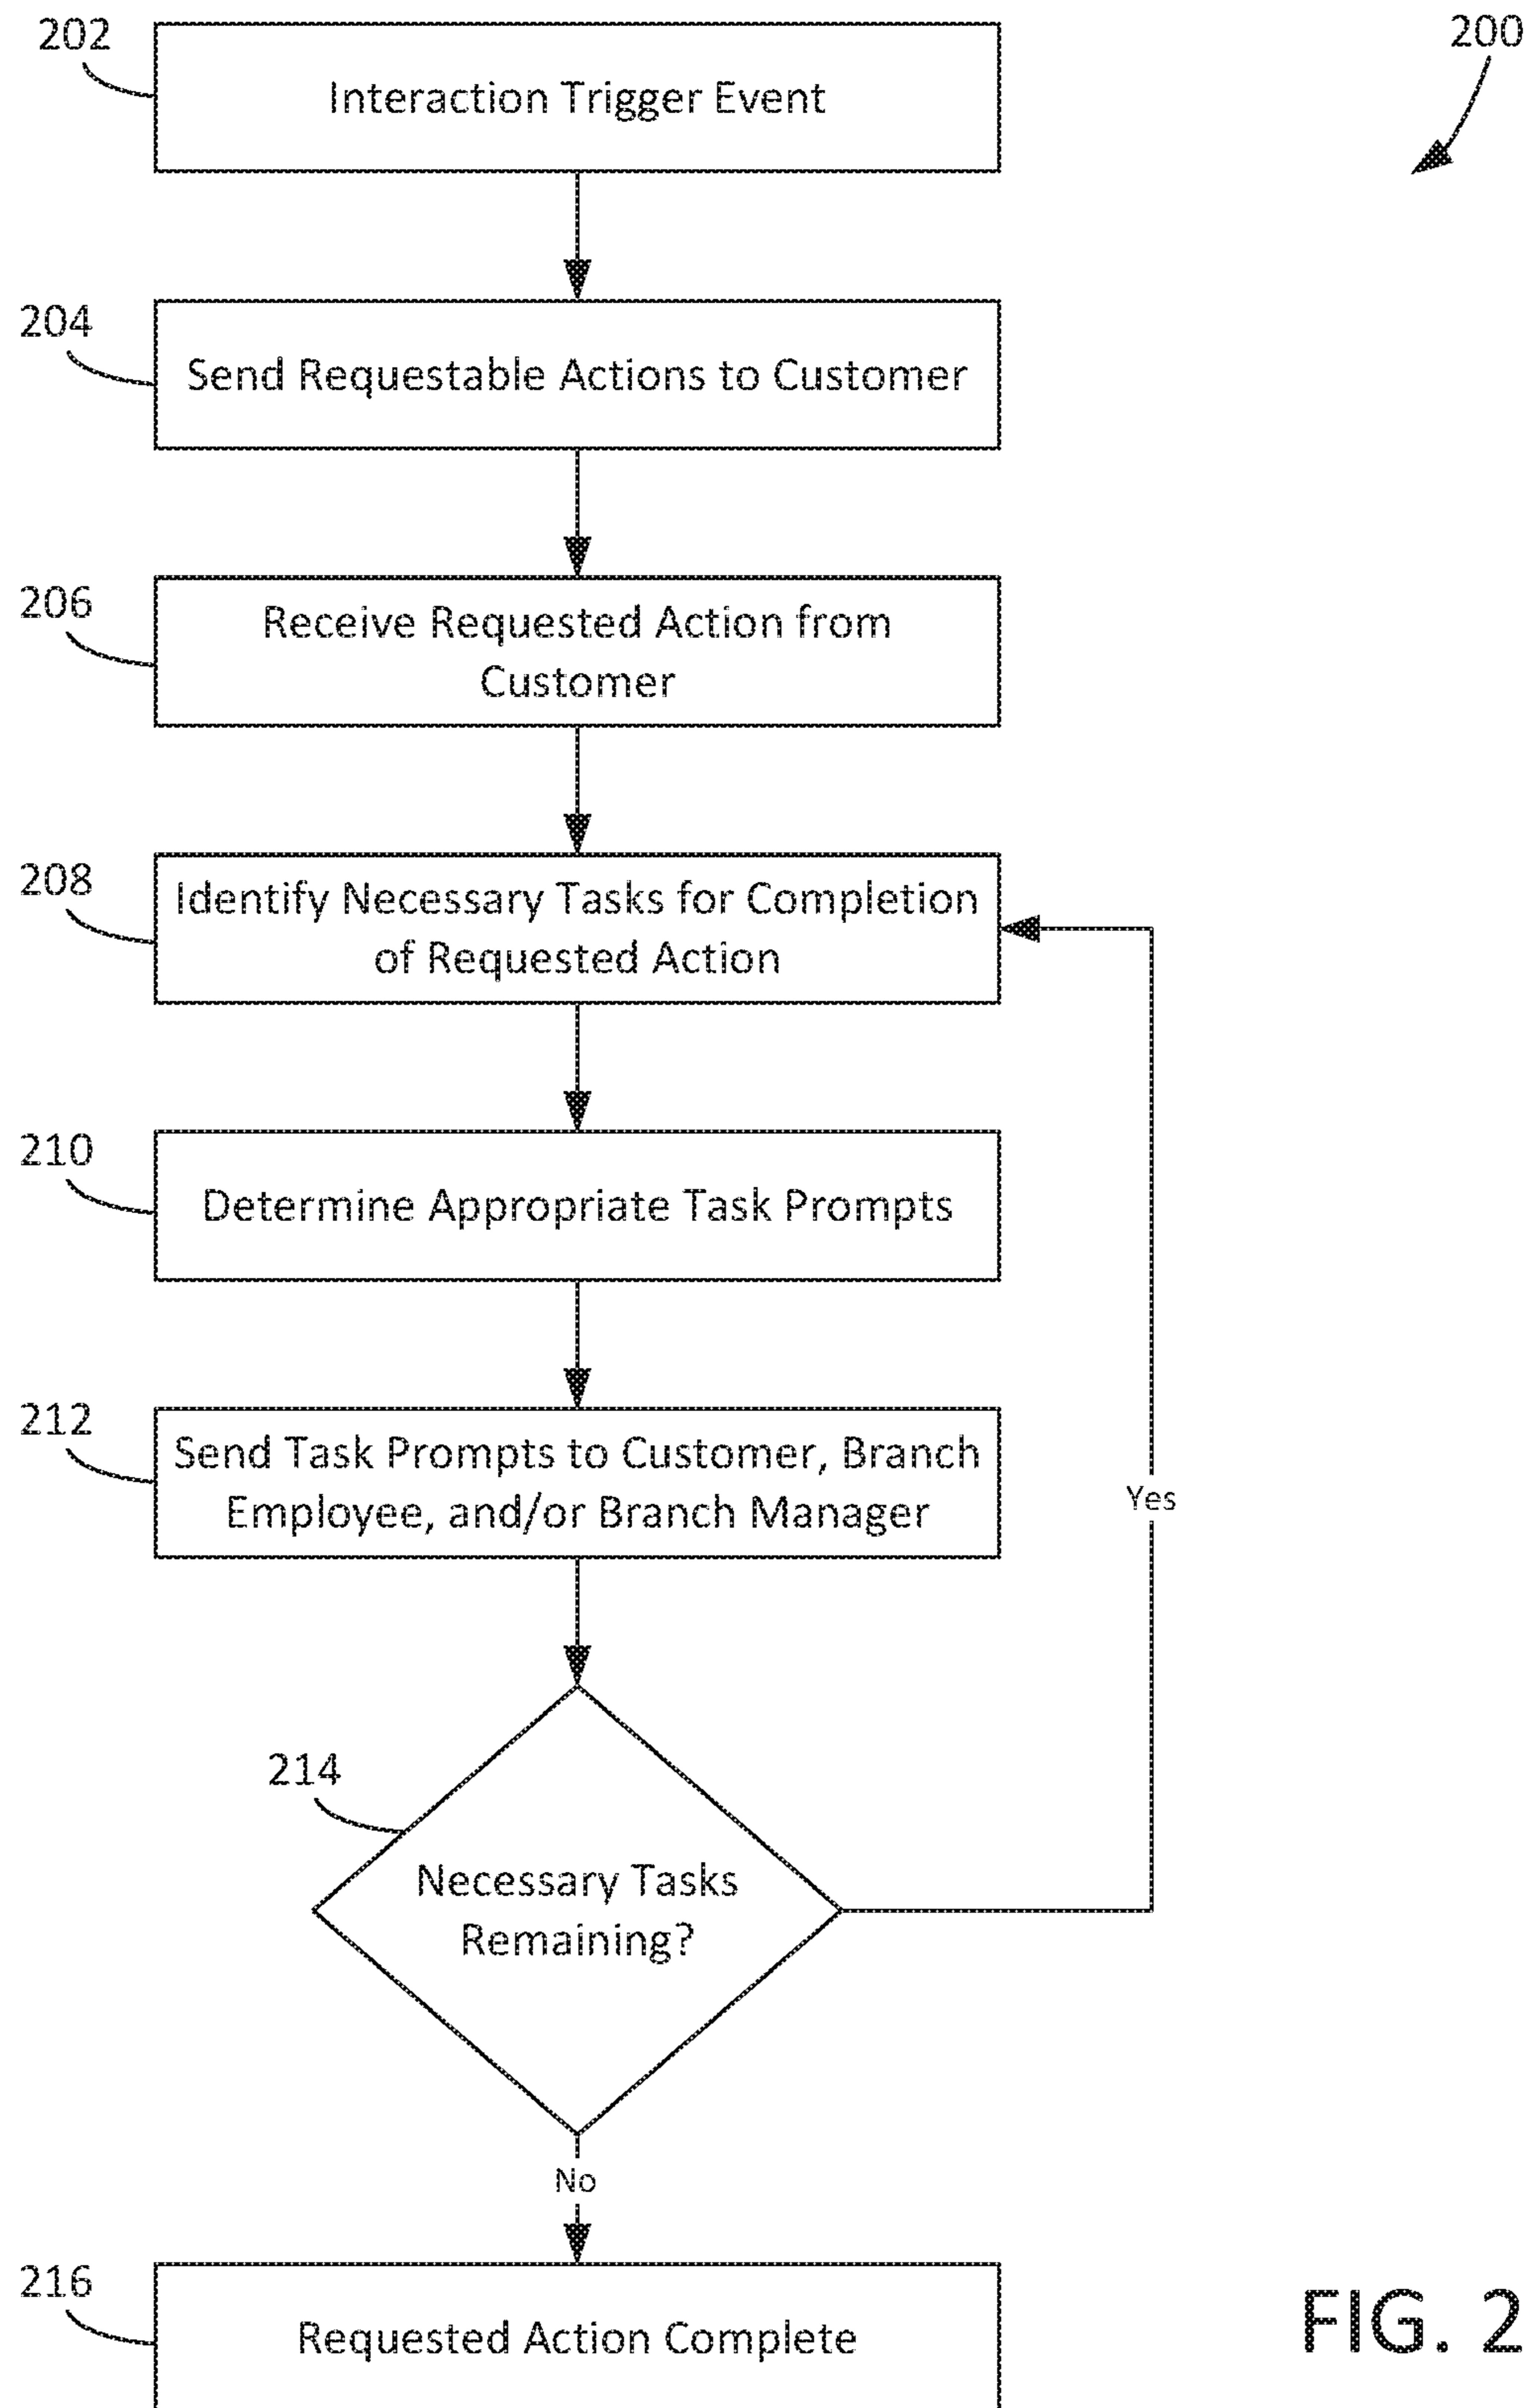 202
200
Interaction Trigger Event
204
Send Requestable Actions to Customer
206
Receive Requested Action from
Customer
208
Identify Necessary Tasks for Completion
of Requested Action
210
Determine Appropriate Task Prompts
212
Send Task Prompts to Customer, Branch
Employee, and/or Branch Manager
Yes
214
Necessary Tasks
Remaining?
No
216
Requested Action Complete
FIG. 2